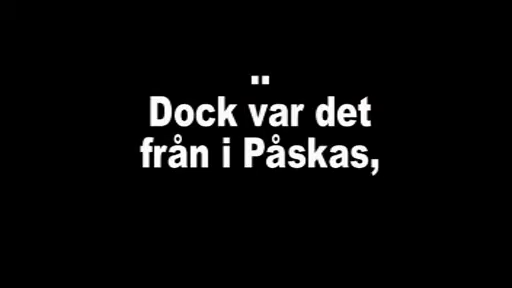 ..
Dock var det
från i Påskas,